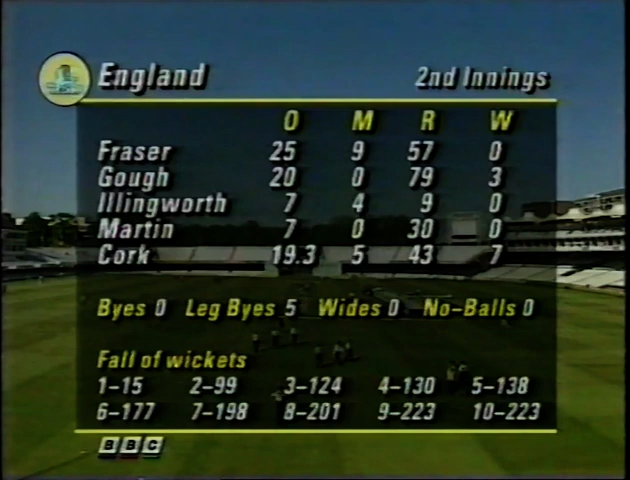 England 2nd Innings
O M R W
Fraser 25 9 57 0
Gough 20 0 79 3
Illingworth 7 4 9 0
Martin 7 0 30 0
Cork 19.3 5 43 7
Byes 0 Leg Byes 5 Wides 0 No-Balls 0
Fall of wickets
1-15 2-99 3-124 4-130 5-138
6-177 7-198 8-201 9-223 10-223
BBC